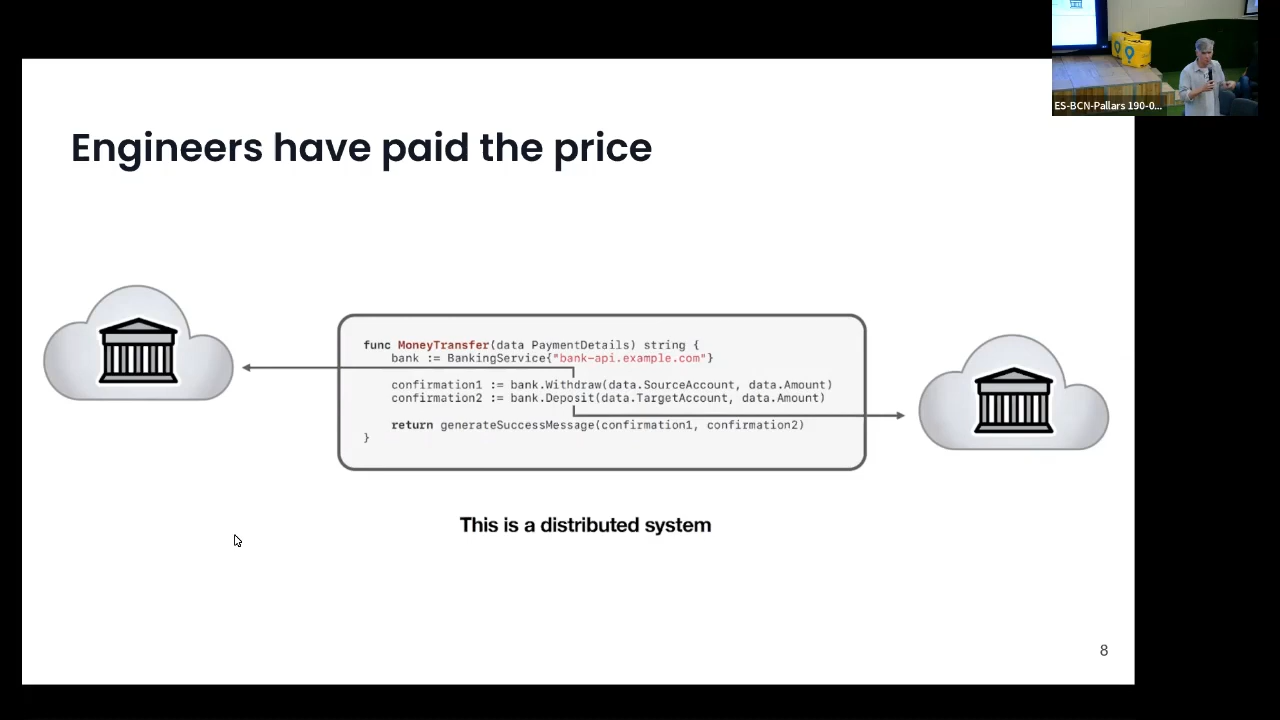 ES-BCN-Pallars 190-0...
Engineers have paid the price
func MoneyTransfer(data PaymentDetails) string {
bank := BankingService{"bank-api.example.com"}
confirmation1 := bank.Withdraw(data.SourceAccount, data.Amount)
confirmation2 := bank.Deposit(data.TargetAccount, data.Amount)
return generateSuccessMessage(confirmation1, confirmation2)
}
This is a distributed system
8